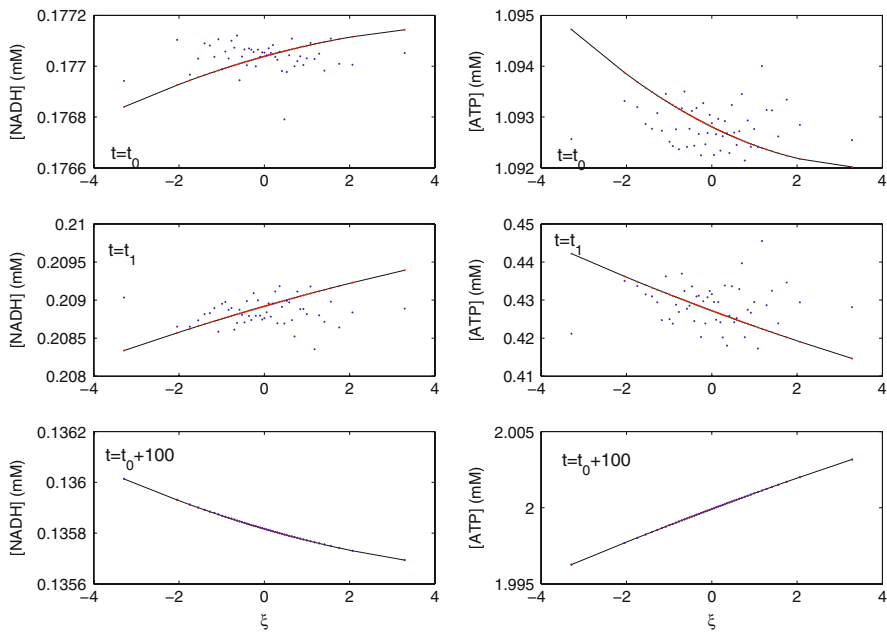 [NADH] (mM)
0.1772
0.177
0.1768
0.1766
t=t0
−4 −2 0 2 4
[ATP] (mM)
1.095
1.094
1.093
1.092
t=t0
−4 −2 0 2 4
[NADH] (mM)
0.21
0.2095
0.209
0.2085
0.208
t=t1
−4 −2 0 2 4
[ATP] (mM)
0.45
0.44
0.43
0.42
0.41
t=t1
−4 −2 0 2 4
[NADH] (mM)
0.1362
0.136
0.1358
0.1356
t=t0+100
−4 −2 0 2 4
ξ
[ATP] (mM)
2.005
2
1.995
t=t0+100
−4 −2 0 2 4
ξ